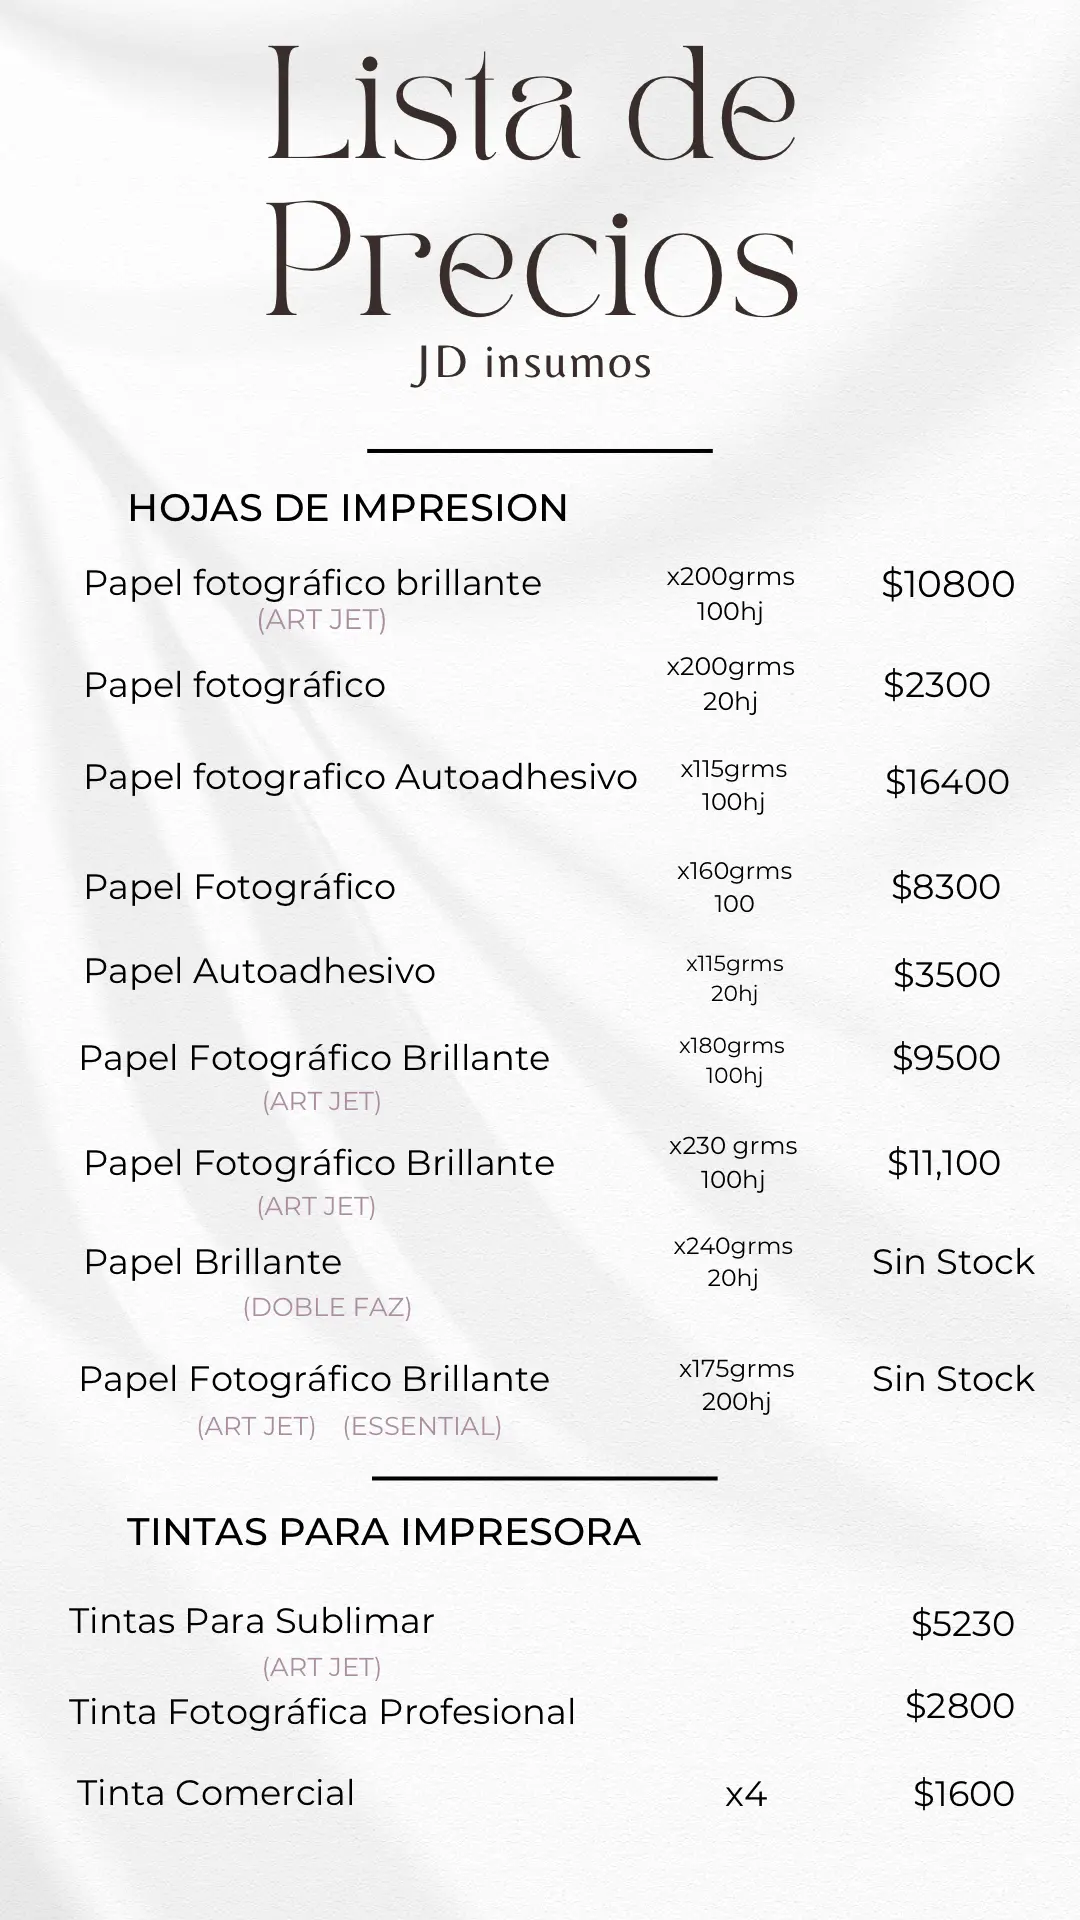 Lista de
Precios
JD insumos
HOJAS DE IMPRESION
Papel fotográfico brillante x200grms $10800
(ART JET) 100hj
Papel fotográfico x200grms $2300
20hj
Papel fotografico Autoadhesivo x115grms $16400
100hj
Papel Fotográfico x160grms $8300
100
Papel Autoadhesivo x115grms $3500
20hj
Papel Fotográfico Brillante x180grms $9500
100hj
(ART JET)
Papel Fotográfico Brillante x230 grms $11,100
100hj
(ART JET)
Papel Brillante x240grms Sin Stock
20hj
(DOBLE FAZ)
Papel Fotográfico Brillante x175grms Sin Stock
200hj
(ART JET) (ESSENTIAL)
TINTAS PARA IMPRESORA
Tintas Para Sublimar $5230
(ART JET)
Tinta Fotográfica Profesional $2800
Tinta Comercial x4 $1600